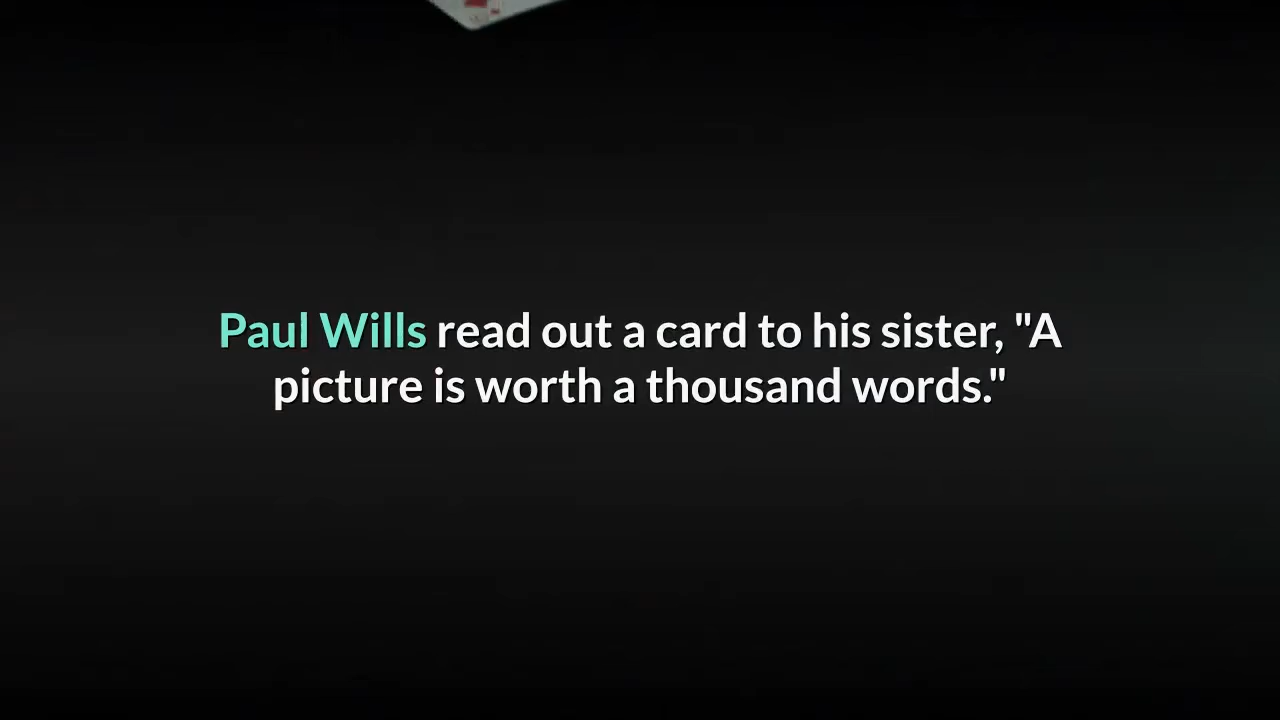 Paul Wills read out a card to his sister, "A
picture is worth a thousand words."